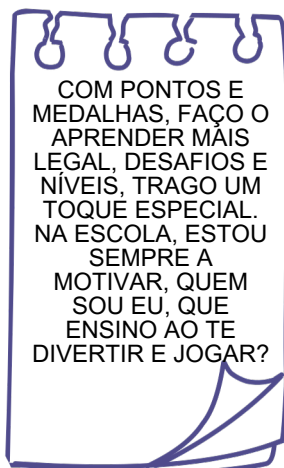 COM PONTOS E
MEDALHAS, FAÇO O
APRENDER MAIS
LEGAL, DESAFIOS E
NÍVEIS, TRAGO UM
TOQUE ESPECIAL.
NA ESCOLA, ESTOU
SEMPRE A
MOTIVAR, QUEM
SOU EU, QUE
ENSINO AO TE
DIVERTIR E JOGAR?